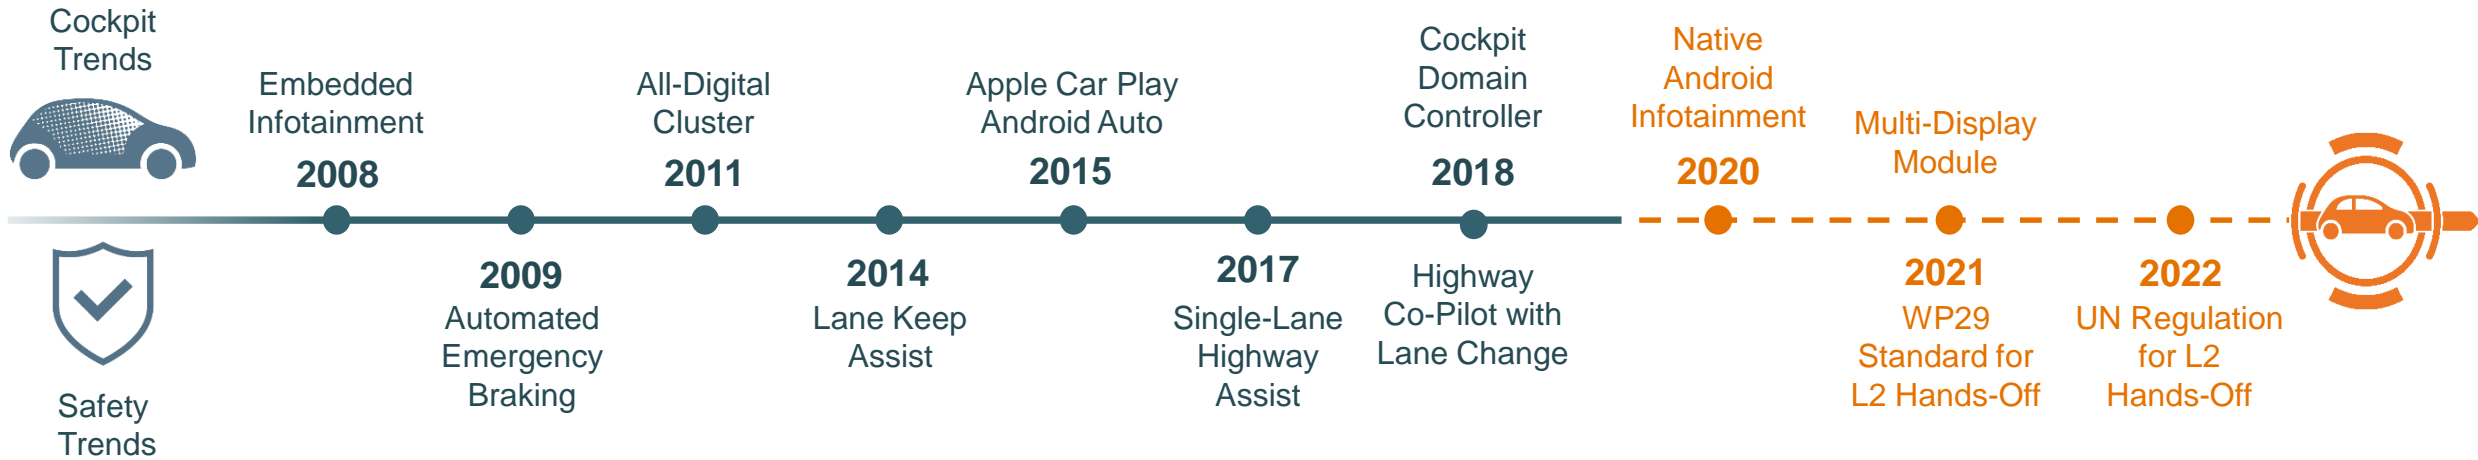 Cockpit
Trends
Embedded
Infotainment
2008
All-Digital
Cluster
2011
Apple Car Play
Android Auto
2015
Cockpit
Domain
Controller
2018
Native
Android
Infotainment
2020
Multi-Display
Module
Safety
Trends
2009
Automated
Emergency
Braking
2014
Lane Keep
Assist
2017
Single-Lane
Highway
Assist
Highway
Co-Pilot with
Lane Change
2021
WP29
Standard for
L2 Hands-Off
2022
UN Regulation
for L2
Hands-Off